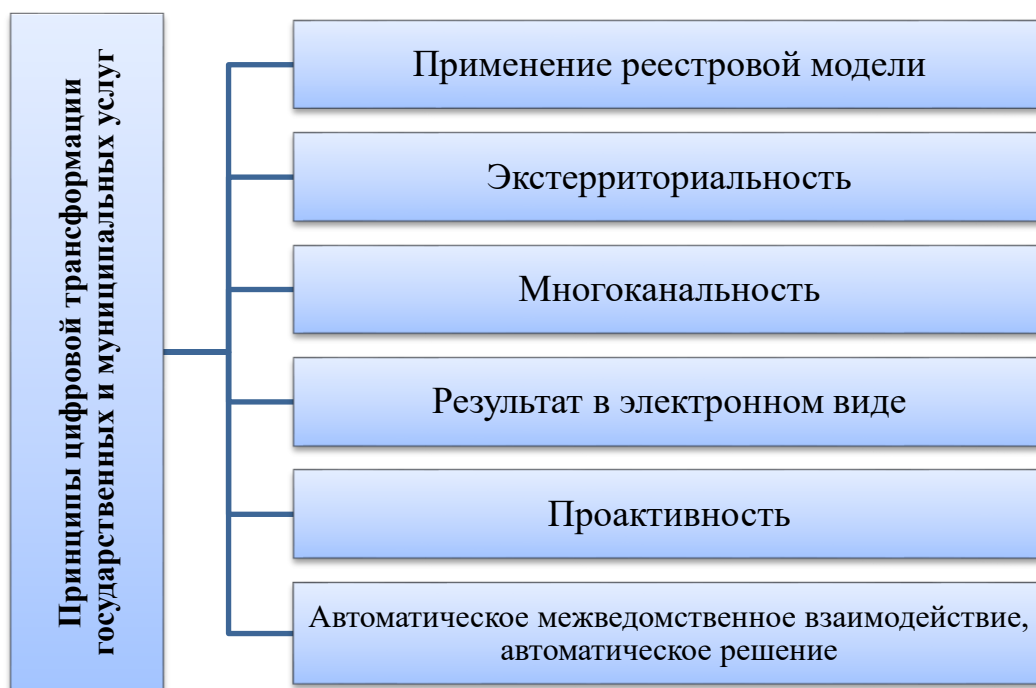 Принципы цифровой трансформации
государственных и муниципальных услуг
Применение реестровой модели
Экстерриториальность
Многоканальность
Результат в электронном виде
Проактивность
Автоматическое межведомственное взаимодействие,
автоматическое решение